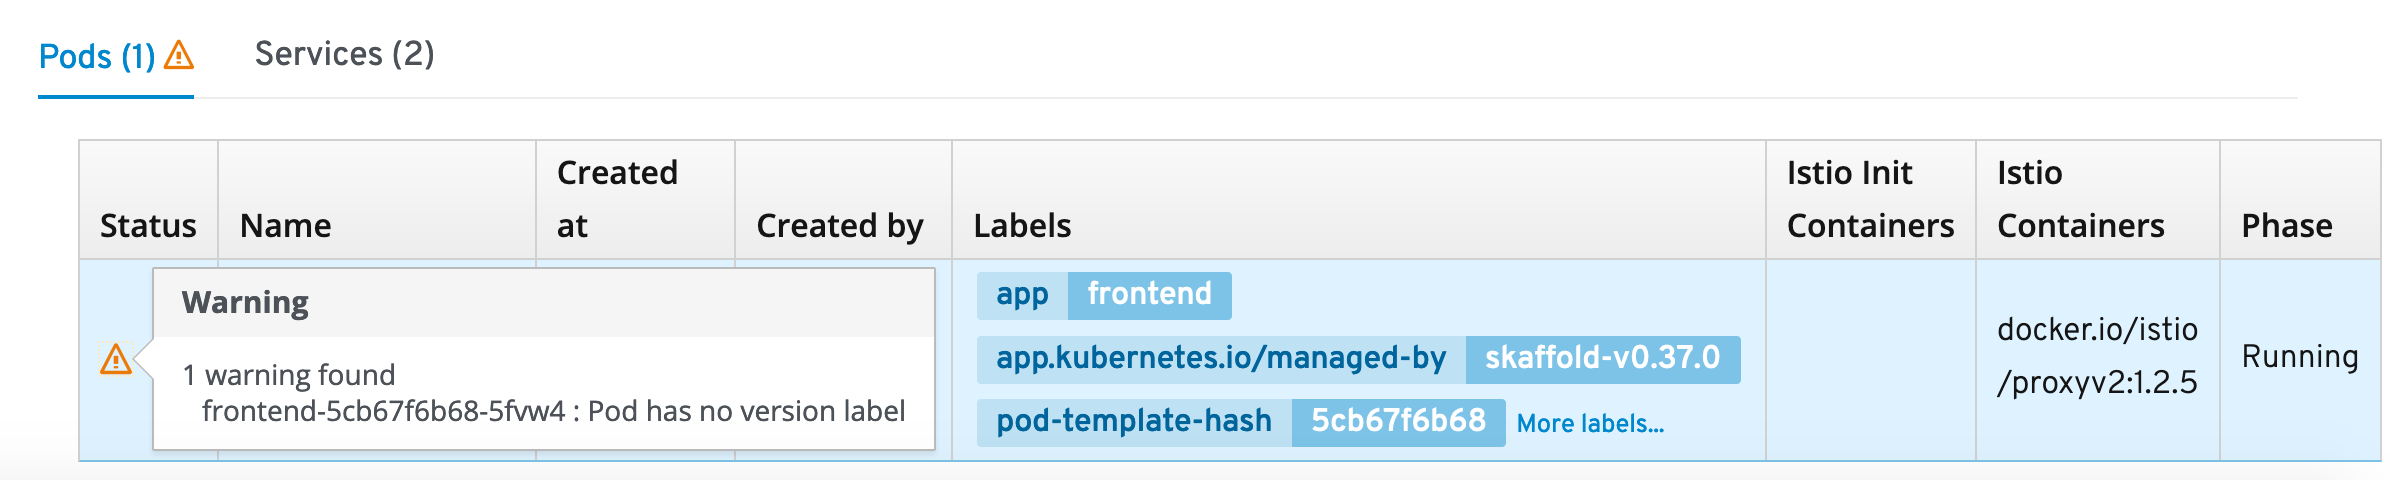 Pods (1)
Services (2)
Status
Name
Created
at
Created by
Labels
Istio Init
Containers
Istio
Containers
Phase
Warning
1 warning found
frontend-5cb67f6b68-5fvw4 : Pod has no version label
app frontend
app.kubernetes.io/managed-by skaffold-v0.37.0
pod-template-hash 5cb67f6b68 More labels...
docker.io/istio
/proxyv2:1.2.5
Running